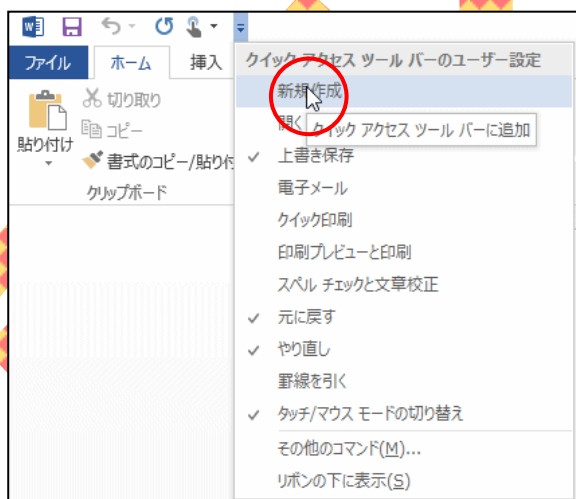 ファイル ホーム 挿入
切り取り
コピー
貼り付け
書式のコピー/貼り付
クリップボード
クイック アクセス ツール バーのユーザー設定
新規作成
開く
クイック アクセス ツール バーに追加
上書き保存
電子メール
クイック印刷
印刷プレビューと印刷
スペル チェックと文章校正
元に戻す
やり直し
罫線を引く
タッチ/マウス モードの切り替え
その他のコマンド(M)...
リボンの下に表示(S)